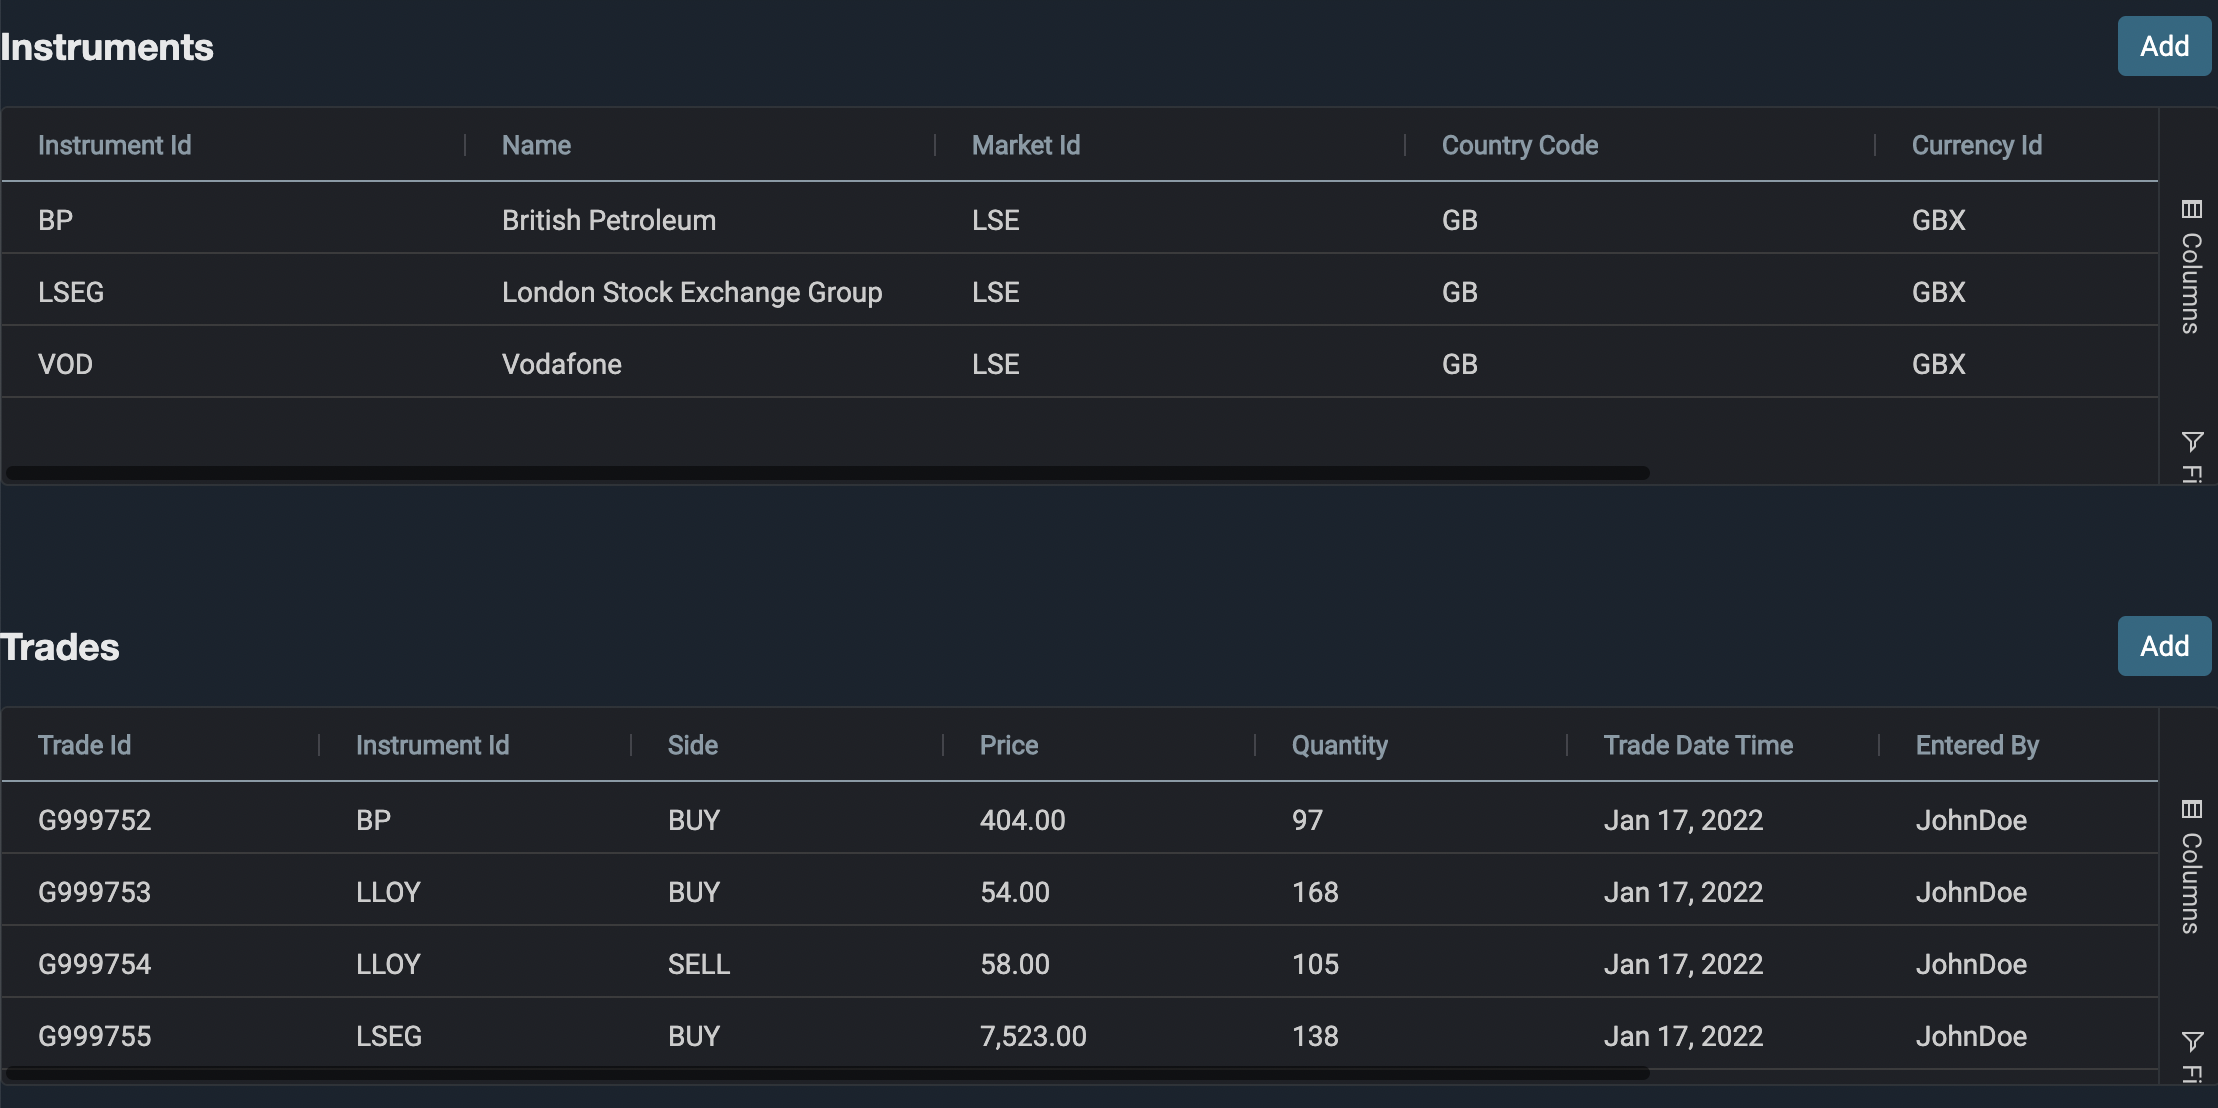 Instruments
Add
Instrument Id Name Market Id Country Code Currency Id
BP British Petroleum LSE GB GBX
LSEG London Stock Exchange Group LSE GB GBX
VOD Vodafone LSE GB GBX
Columns
Fi
Trades
Add
Trade Id Instrument Id Side Price Quantity Trade Date Time Entered By
G999752 BP BUY 404.00 97 Jan 17, 2022 JohnDoe
G999753 LLOY BUY 54.00 168 Jan 17, 2022 JohnDoe
G999754 LLOY SELL 58.00 105 Jan 17, 2022 JohnDoe
G999755 LSEG BUY 7,523.00 138 Jan 17, 2022 JohnDoe
Columns
Fi